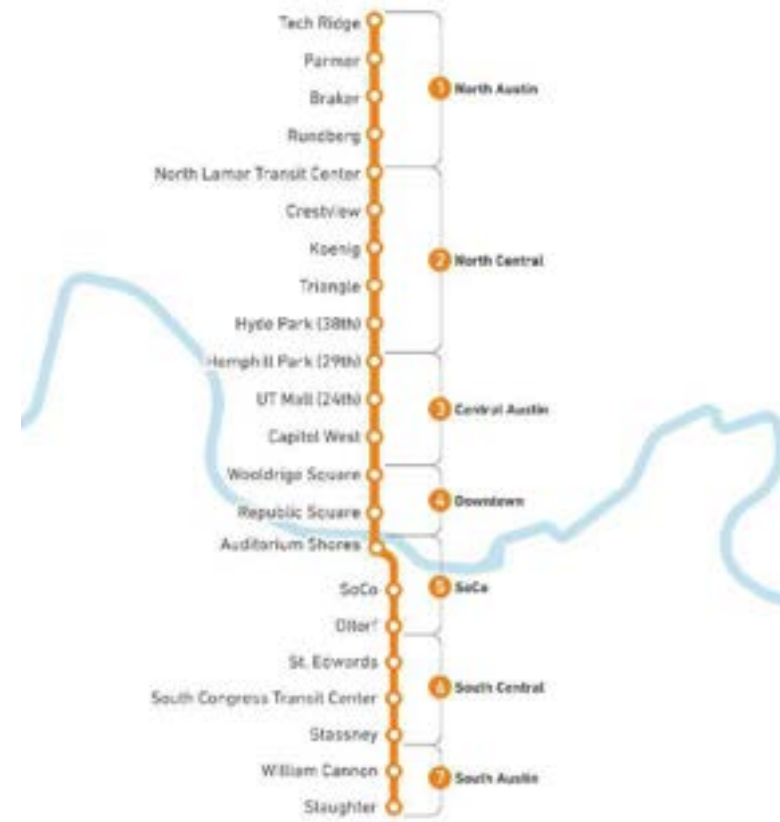 Tech Ridge
Parmer
Braker
Rundberg
1 North Austin
North Lamar Transit Center
Crestview
Koenig
Triangle
Hyde Park (38th)
2 North Central
Hemphill Park (29th)
UT Mall (24th)
Capitol West
3 Central Austin
Wooldrige Square
Republic Square
4 Downtown
Auditorium Shores
SoCo
Oltorf
5 SoCo
St. Edwards
South Congress Transit Center
Stassney
6 South Central
William Cannon
Slaughter
7 South Austin